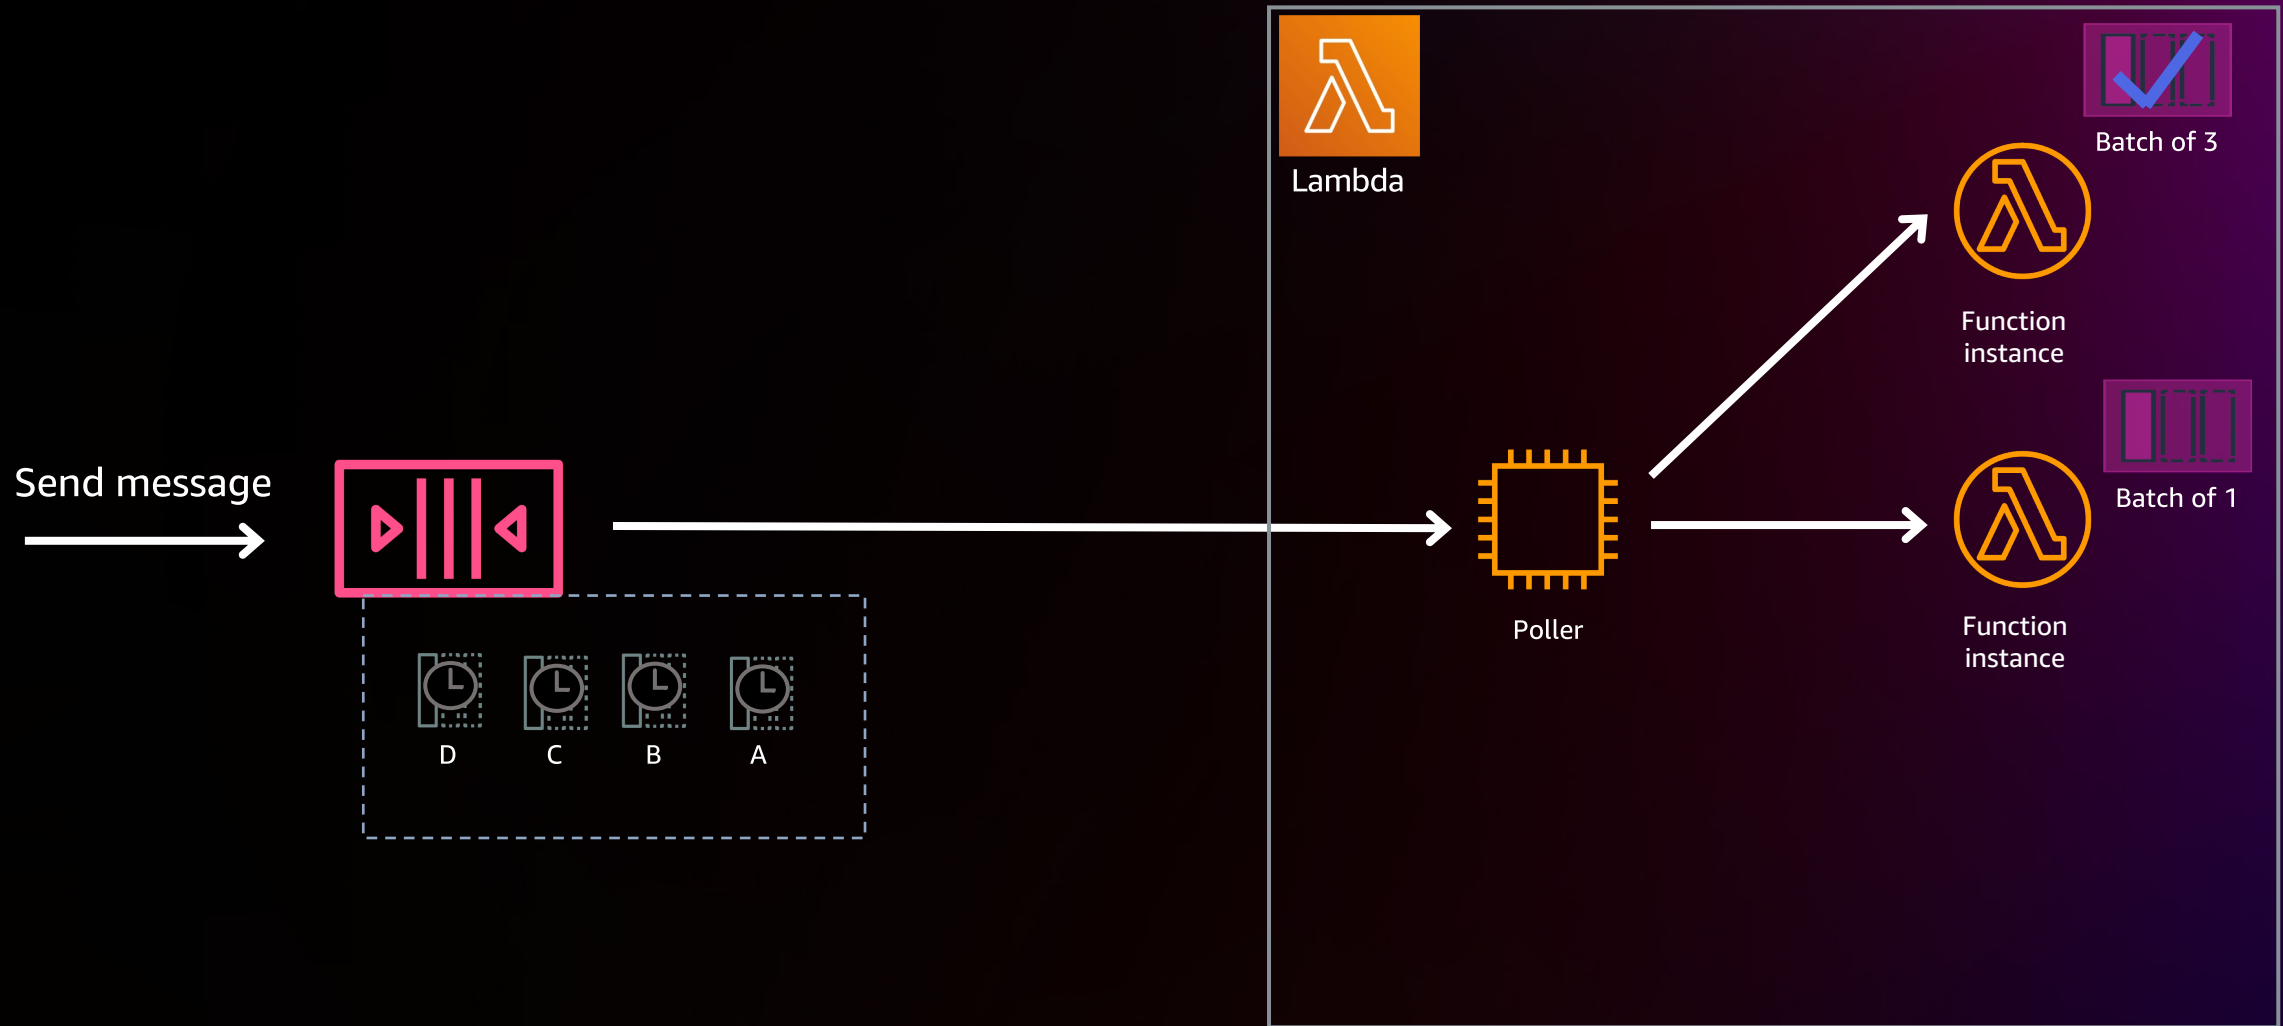 Lambda
Batch of 3
Function
instance
Send message
Batch of 1
Poller
Function
instance
D
C
B
A